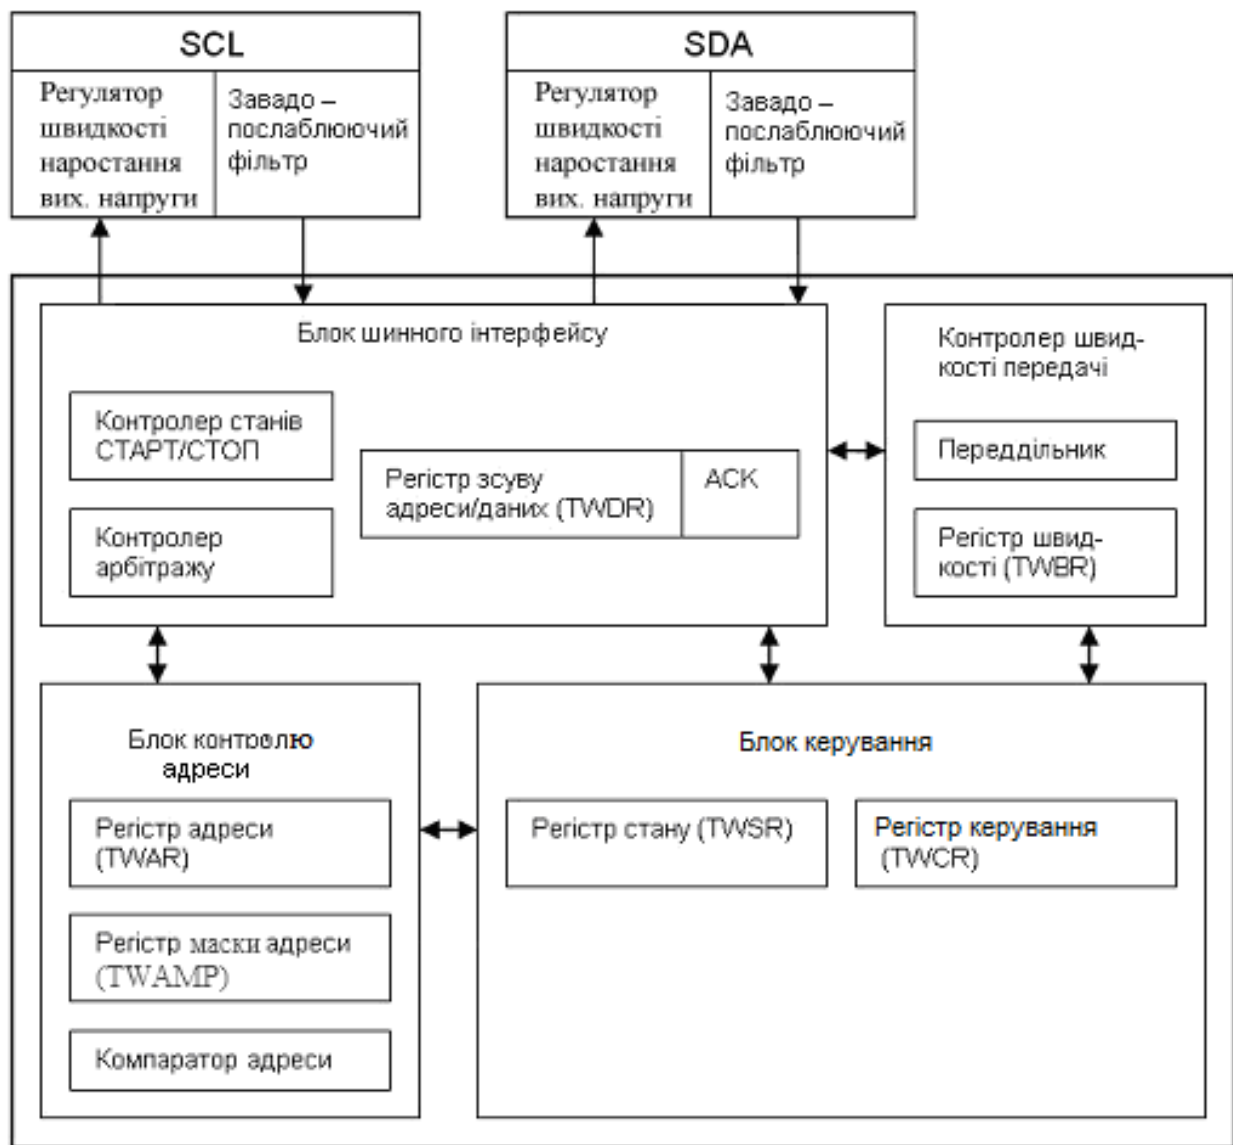 SCL
Регулятор
швидкості
наростання
вих. напруги
Завадо –
послаблюючий
фільтр
SDA
Регулятор
швидкості
наростання
вих. напруги
Завадо –
послаблюючий
фільтр
Блок шинного інтерфейсу
Контролер станів
СТАРТ/СТОП
Регістр зсуву
адреси/даних (TWDR)
ACK
Контролер
арбітражу
Контролер швид-
кості передачі
Переддільник
Регістр швид-
кості (TWBR)
Блок контролю
адреси
Регістр адреси
(TWAR)
Регістр маски адреси
(TWAMP)
Компаратор адреси
Блок керування
Регістр стану (TWSR)
Регістр керування
(TWCR)